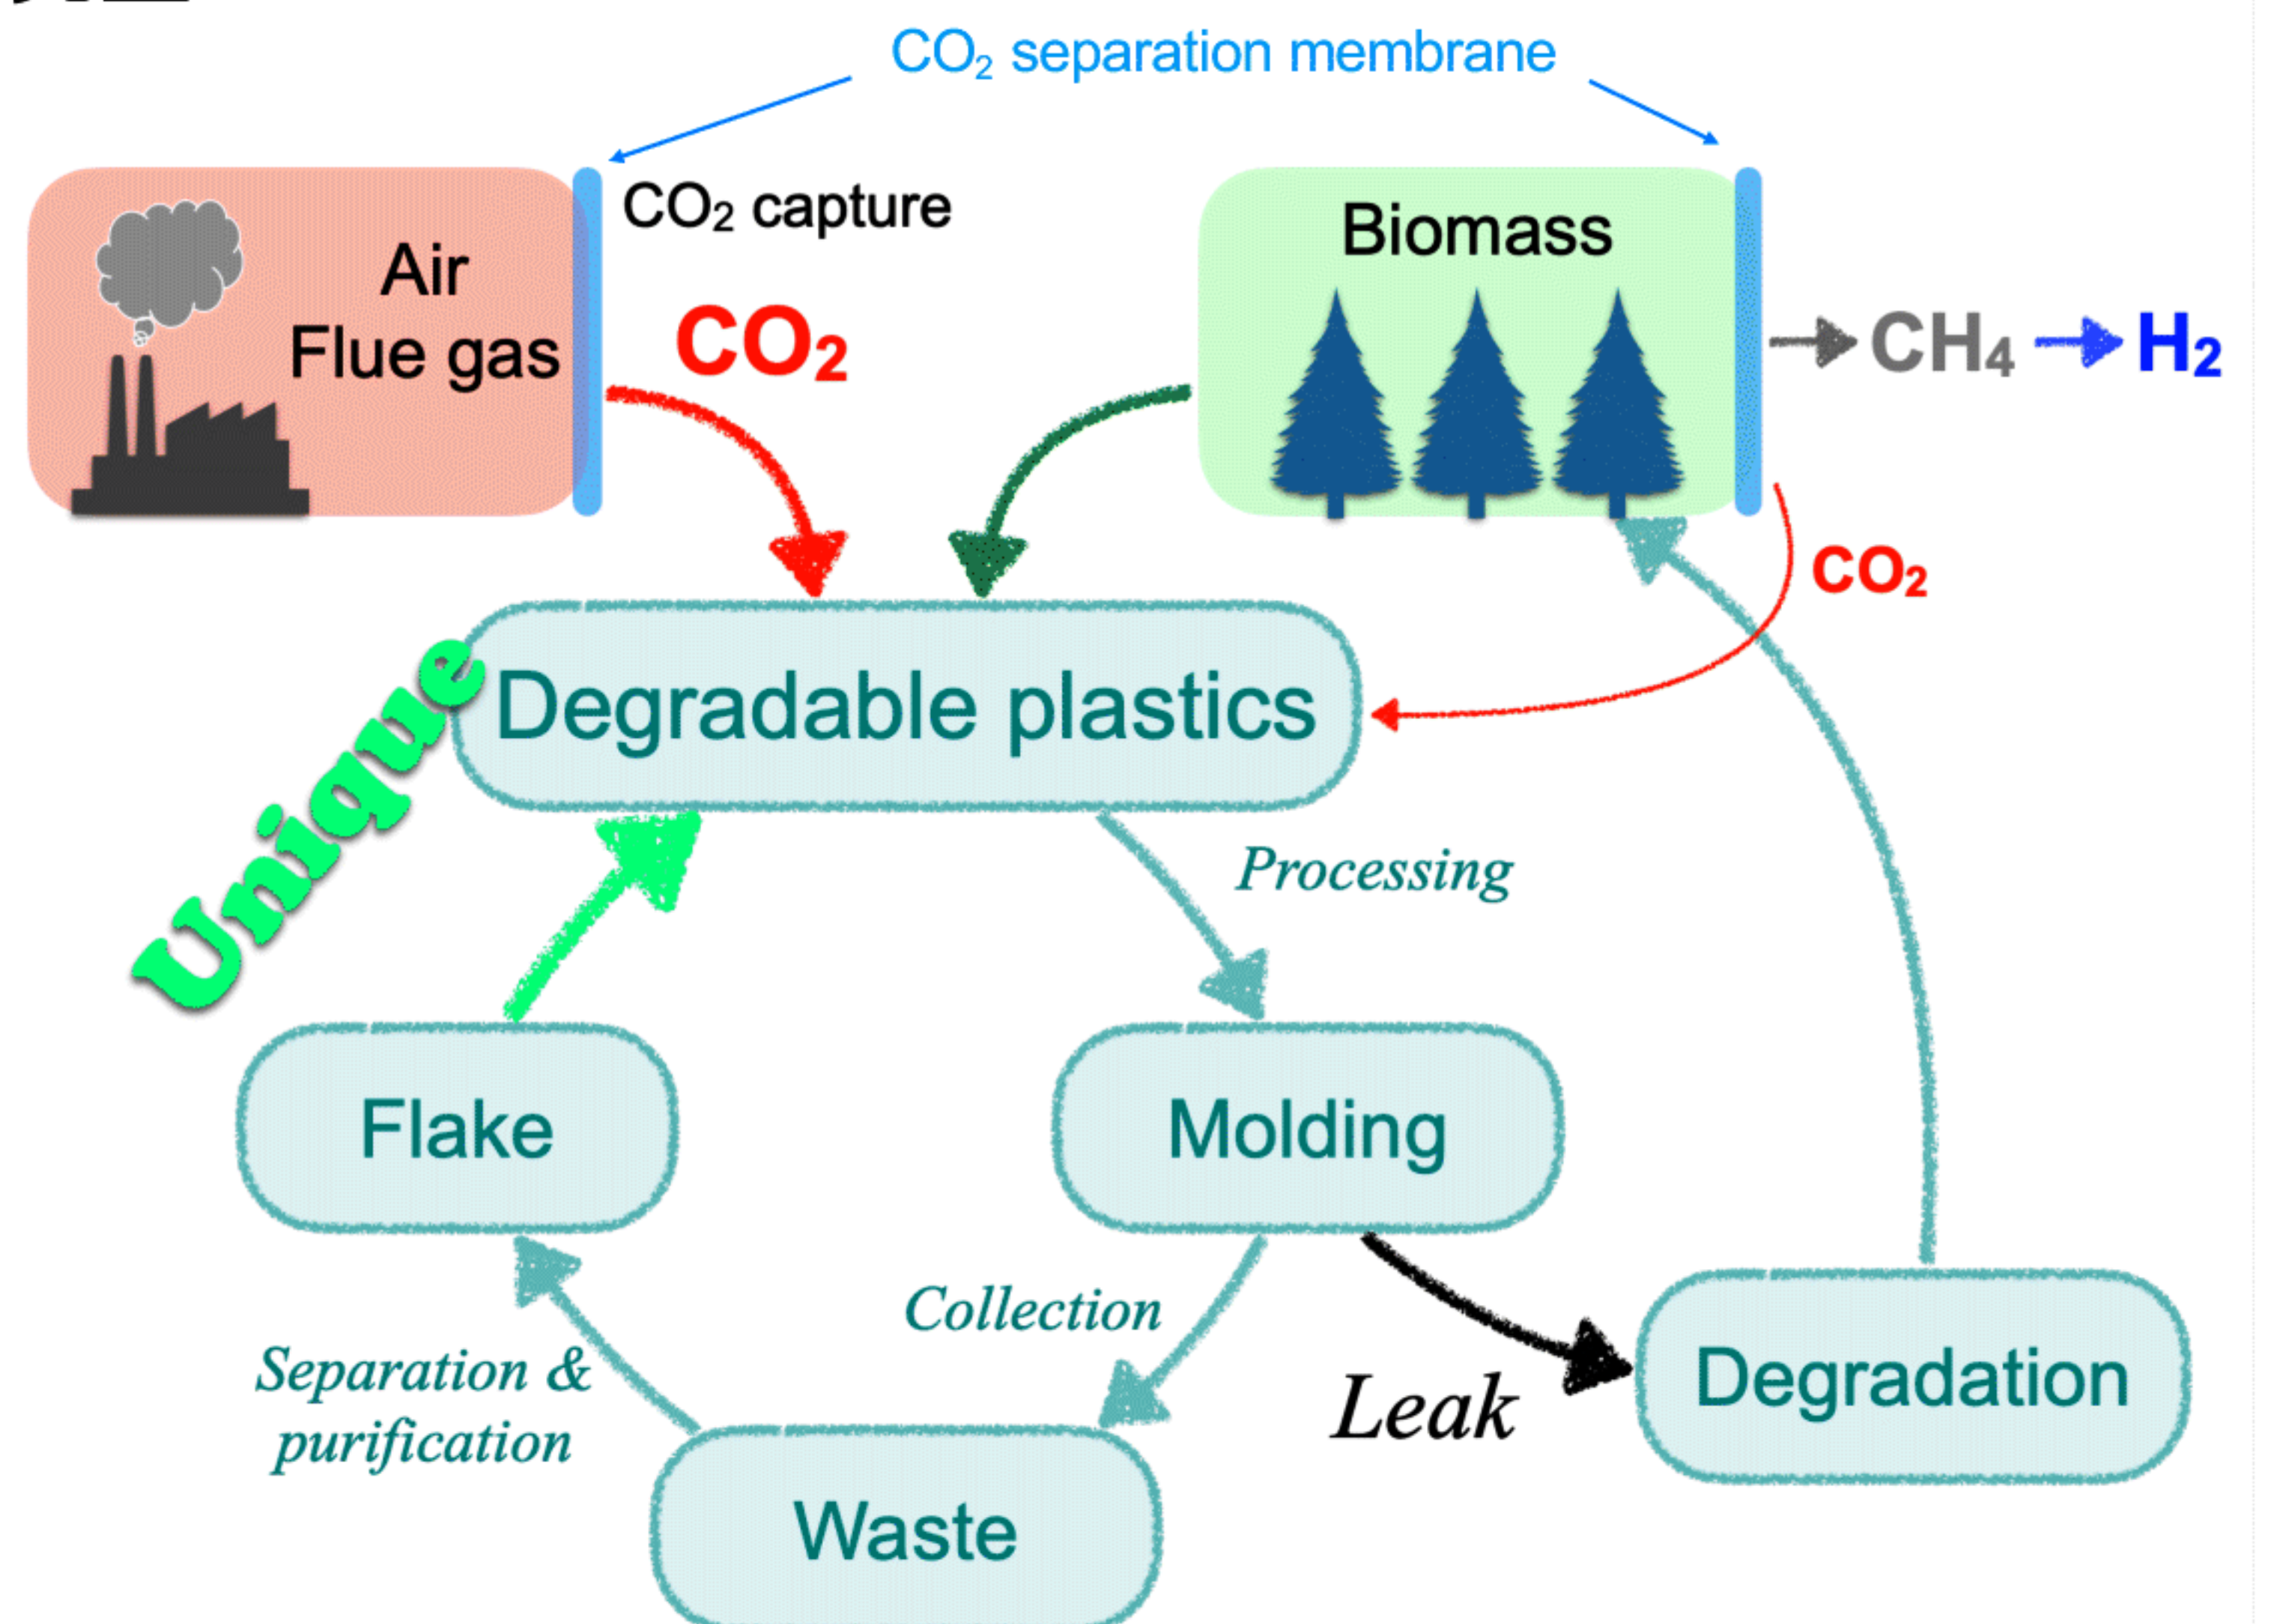 CO₂ separation membrane
CO₂ capture
Air
Flue gas
CO₂
Biomass
CH₄
H₂
CO₂
Degradable plastics
Unique
Processing
Flake
Molding
Collection
Separation &
purification
Leak
Degradation
Waste